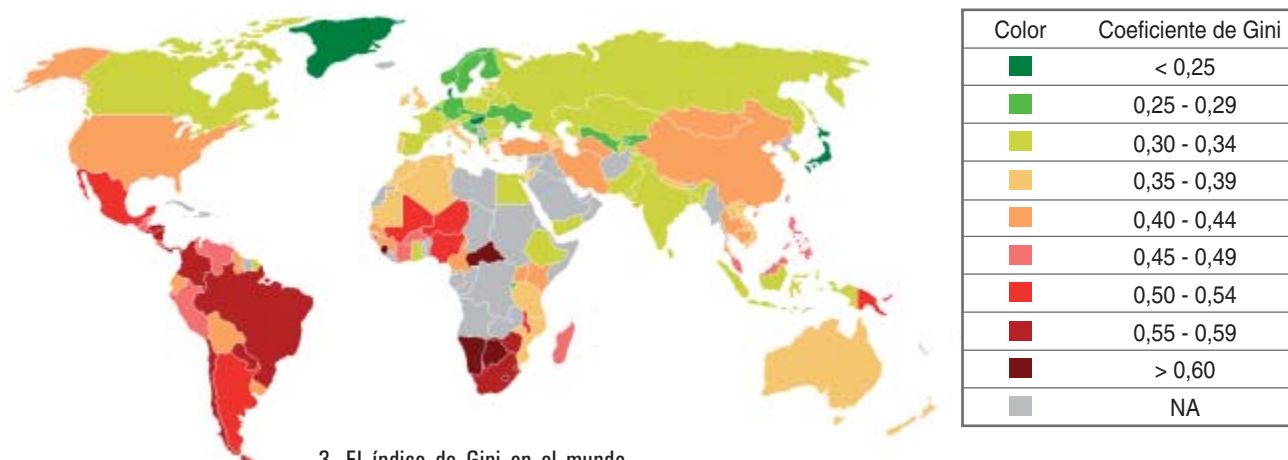 Color Coeficiente de Gini
< 0,25
0,25 - 0,29
0,30 - 0,34
0,35 - 0,39
0,40 - 0,44
0,45 - 0,49
0,50 - 0,54
0,55 - 0,59
> 0,60
NA
3. El índice de Gini en el mundo